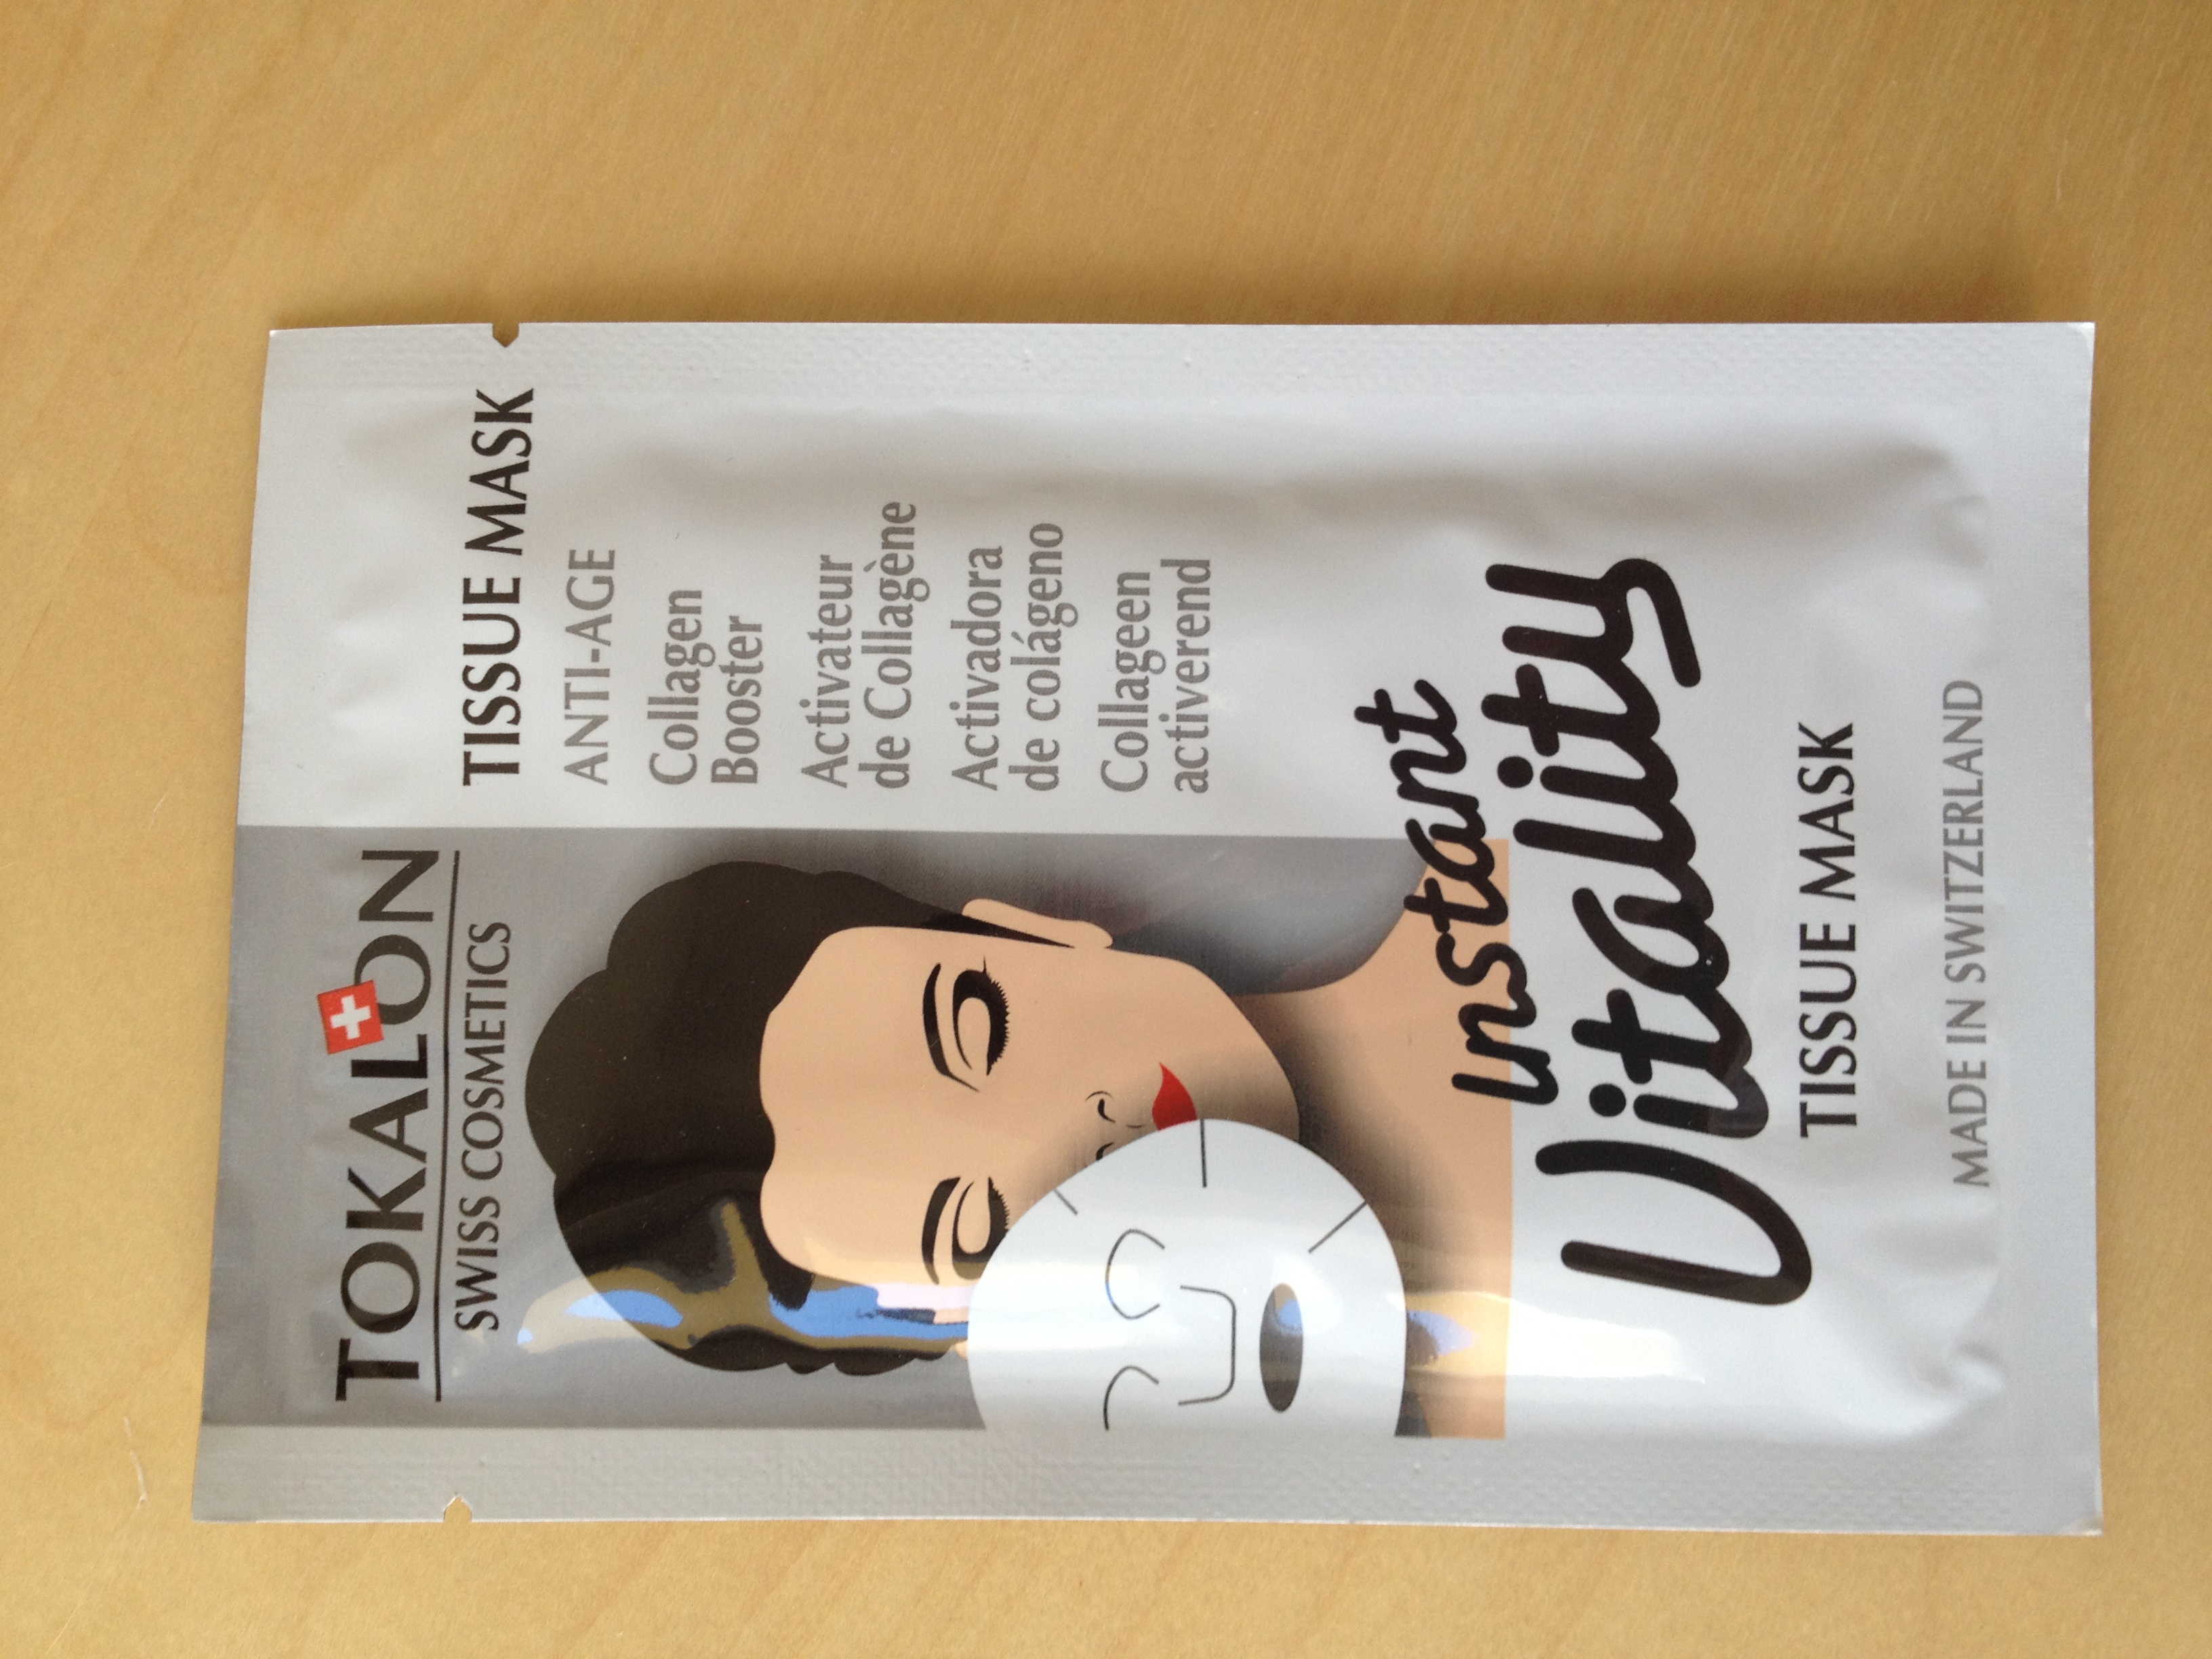 TOKALON
SWISS COSMETICS
TISSUE MASK
ANTI-AGE
Collagen
Booster
Activateur
de Collagène
Activadora
de colágeno
Collageen
activerend
instant
Vitality
TISSUE MASK
MADE IN SWITZERLAND